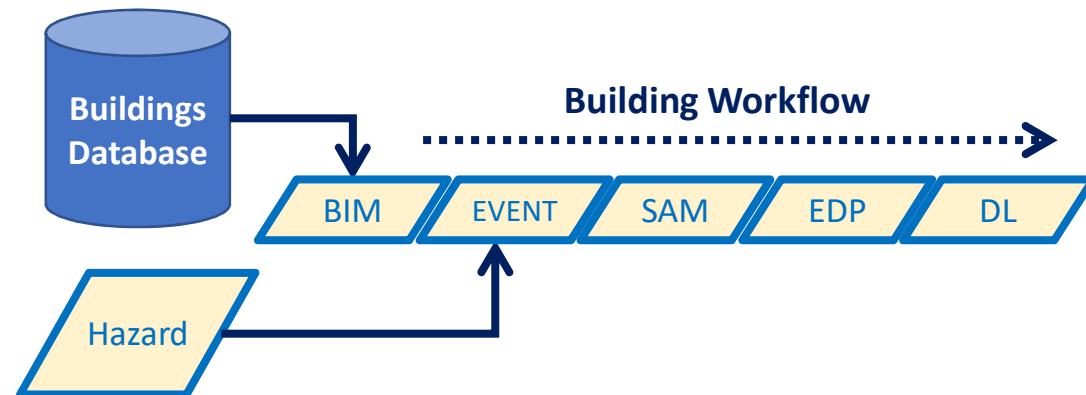 Buildings
Database
Building Workflow
BIM
EVENT
SAM
EDP
DL
Hazard